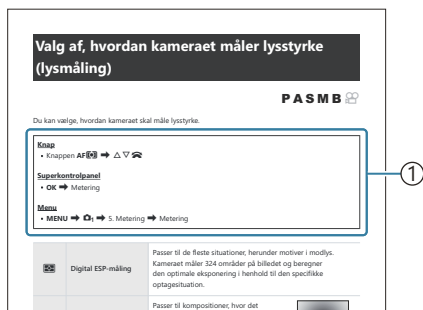 Valg af, hvordan kameraet måler lysstyrke
(lysmåling)
PASMB
Du kan vælge, hvordan kameraet skal måle lysstyrke.
Knap
• Knappen AF ➡ △▽
Superkontrolpanel
• OK ➡ Metering
Menu
• MENU ➡ 1 ➡ 5. Metering ➡ Metering
1
Digital ESP-måling
Passer til de fleste situationer, herunder motiver i modlys.
Kameraet måler 324 områder på billedet og beregner
den optimale eksponering i henhold til den specifikke
optagesituation.
Passer til kompositioner, hvor det